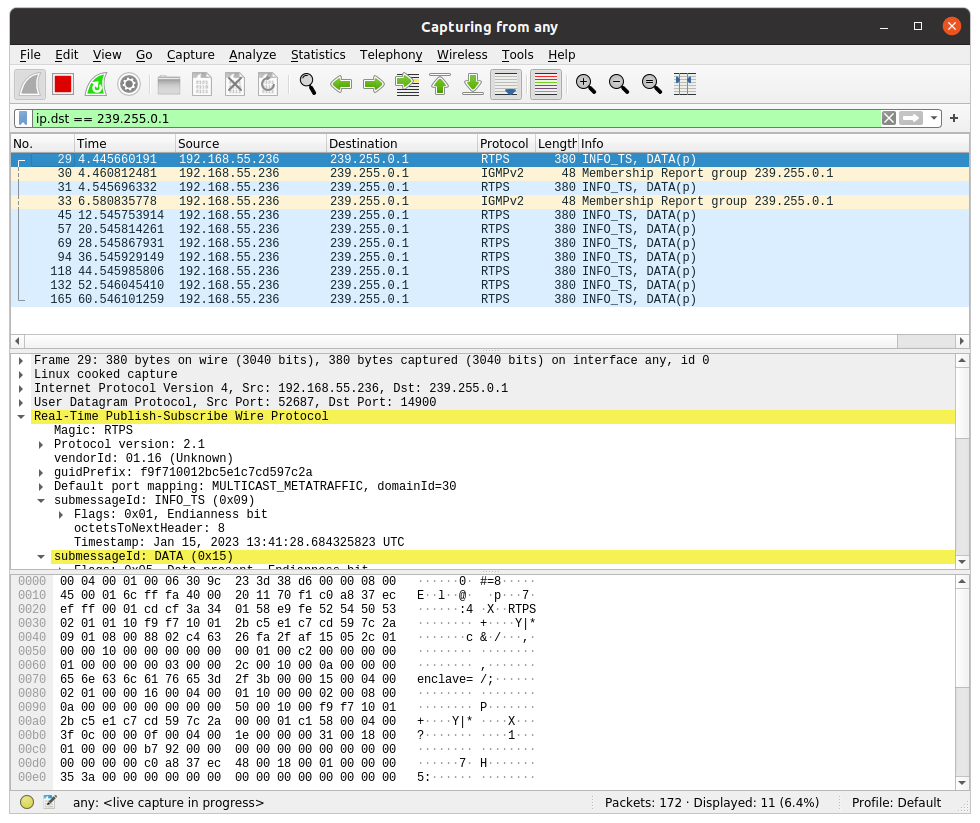 Capturing from any
File Edit View Go Capture Analyze Statistics Telephony Wireless Tools Help
ip.dst == 239.255.0.1
No. Time Source Destination Protocol Length Info
29 4.445660191 192.168.55.236 239.255.0.1 RTPS 380 INFO_TS, DATA(p)
30 4.460812481 192.168.55.236 239.255.0.1 IGMPv2 48 Membership Report group 239.255.0.1
31 4.545696332 192.168.55.236 239.255.0.1 RTPS 380 INFO_TS, DATA(p)
33 6.580835778 192.168.55.236 239.255.0.1 IGMPv2 48 Membership Report group 239.255.0.1
45 12.545753914 192.168.55.236 239.255.0.1 RTPS 380 INFO_TS, DATA(p)
57 20.545814261 192.168.55.236 239.255.0.1 RTPS 380 INFO_TS, DATA(p)
69 28.545867931 192.168.55.236 239.255.0.1 RTPS 380 INFO_TS, DATA(p)
94 36.545929149 192.168.55.236 239.255.0.1 RTPS 380 INFO_TS, DATA(p)
118 44.545985806 192.168.55.236 239.255.0.1 RTPS 380 INFO_TS, DATA(p)
132 52.546045410 192.168.55.236 239.255.0.1 RTPS 380 INFO_TS, DATA(p)
165 60.546101259 192.168.55.236 239.255.0.1 RTPS 380 INFO_TS, DATA(p)
Frame 29: 380 bytes on wire (3040 bits), 380 bytes captured (3040 bits) on interface any, id 0
Linux cooked capture
Internet Protocol Version 4, Src: 192.168.55.236, Dst: 239.255.0.1
User Datagram Protocol, Src Port: 52687, Dst Port: 14900
Real-Time Publish-Subscribe Wire Protocol
Magic: RTPS
Protocol version: 2.1
vendorId: 01.16 (Unknown)
guidPrefix: f9f710012bc5e1c7cd597c2a
Default port mapping: MULTICAST_METATRAFFIC, domainId=30
submessageId: INFO_TS (0x09)
Flags: 0x01, Endianness bit
octetsToNextHeader: 8
Timestamp: Jan 15, 2023 13:41:28.684325823 UTC
submessageId: DATA (0x15)
Flags: 0x05, Data present, Endianness bit
0000 00 04 00 01 00 06 30 9c 23 3d 38 d6 00 00 08 00 ······0· #=8·····
0010 45 00 01 6c ff fa 40 00 20 11 70 f1 c0 a8 37 ec E··l··@· ·p···7·
0020 ef ff 00 01 cd cf 3a 34 01 58 e9 fe 52 54 50 53 ······:4 ·X··RTPS
0030 02 01 01 10 f9 f7 10 01 2b c5 e1 c7 cd 59 7c 2a ········ +····Y|*
0040 09 01 08 00 88 02 c4 63 26 fa 2f af 15 05 2c 01 ·······c &·/···,·
0050 00 00 10 00 00 00 00 00 00 01 00 c2 00 00 00 00 ········ ········
0060 01 00 00 00 00 03 00 00 2c 00 10 00 0a 00 00 00 ········ ,·······
0070 65 6e 63 6c 61 76 65 3d 2f 3b 00 00 15 00 04 00 enclave= /;······
0080 02 01 00 00 16 00 04 00 01 10 00 00 02 00 08 00 ········ ········
0090 0a 00 00 00 00 00 00 00 50 00 10 00 f9 f7 10 01 ········ P·······
00a0 2b c5 e1 c7 cd 59 7c 2a 00 00 01 c1 58 00 04 00 +····Y|* ····X···
00b0 3f 0c 00 00 0f 00 04 00 1e 00 00 00 31 00 18 00 ?······· ····1···
00c0 01 00 00 00 b7 92 00 00 00 00 00 00 00 00 00 00 ········ ········
00d0 00 00 00 00 c0 a8 37 ec 48 00 18 00 01 00 00 00 ······7· H·······
00e0 35 3a 00 00 00 00 00 00 00 00 00 00 00 00 00 00 5:······ ········
any: <live capture in progress> Packets: 172 · Displayed: 11 (6.4%) Profile: Default